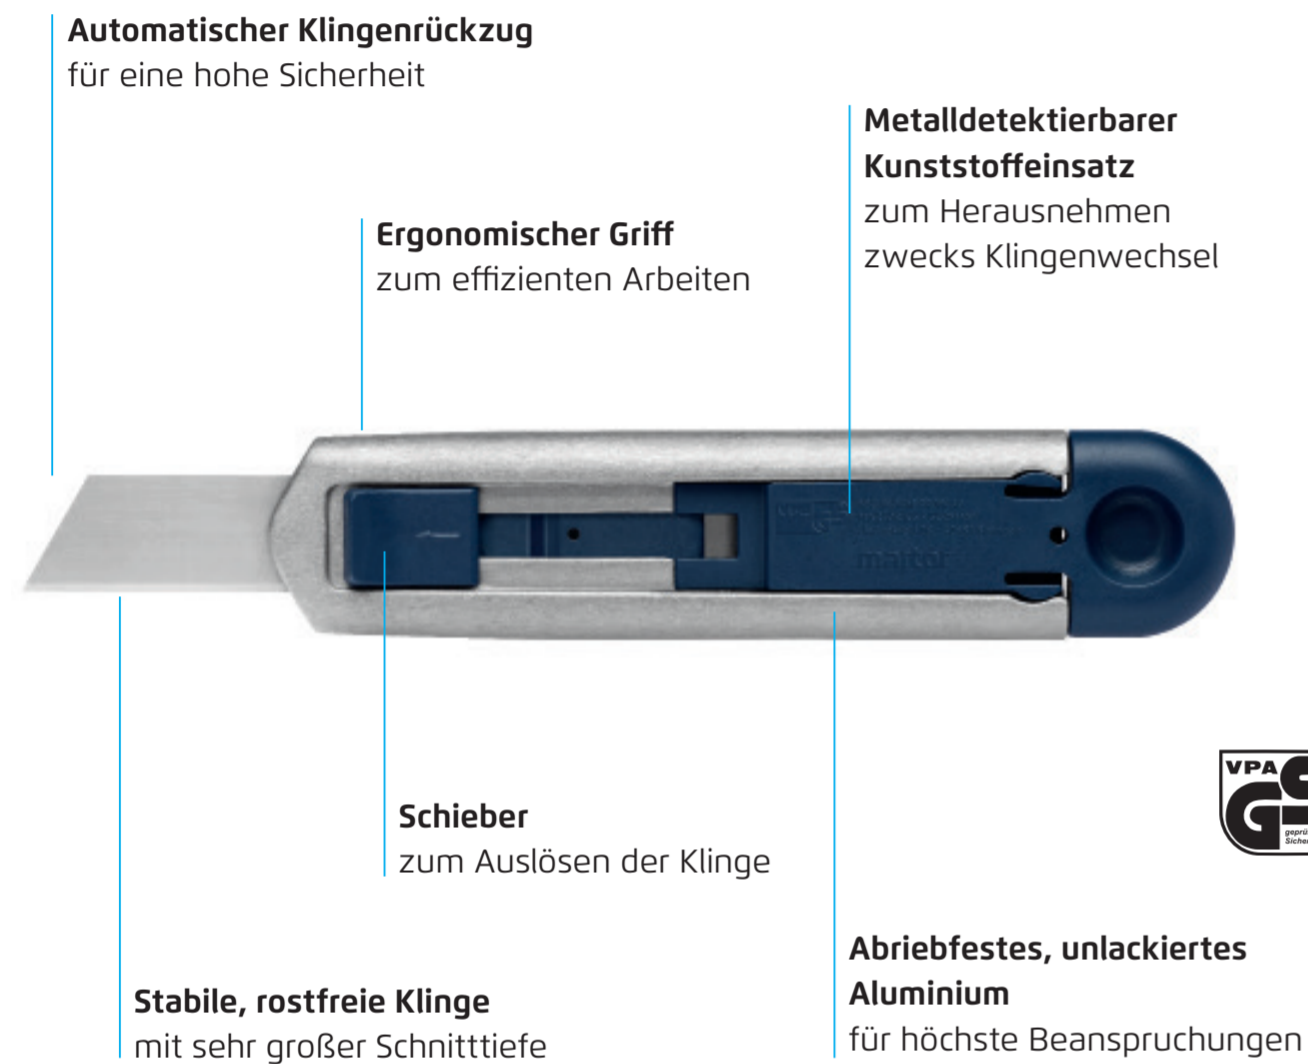 Automatischer Klingenrückzug
für eine hohe Sicherheit
Metalldetektierbarer
Kunststoffeinsatz
zum Herausnehmen
zwecks Klingenwechsel
Ergonomischer Griff
zum effizienten Arbeiten
martor
VPA
GS
Schieber
zum Auslösen der Klinge
Abriebfestes, unlackiertes
Aluminium
für höchste Beanspruchungen
Stabile, rostfreie Klinge
mit sehr großer Schnitttiefe